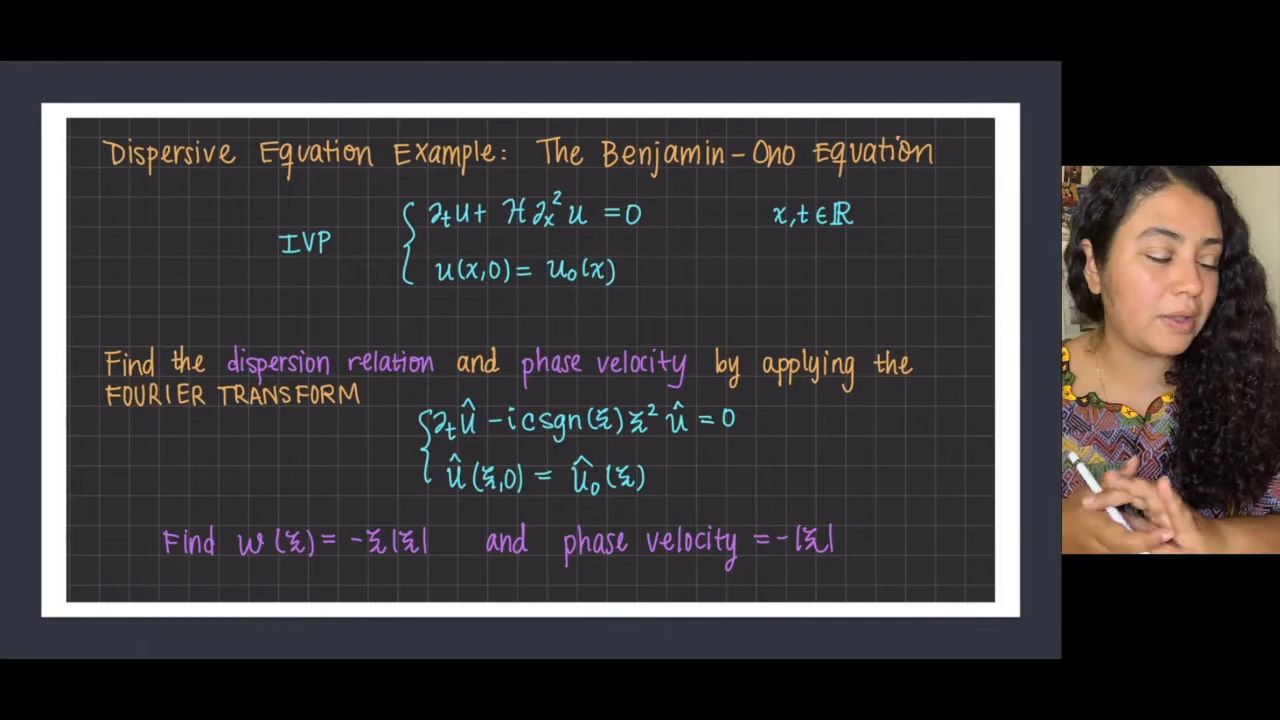 Dispersive Equation Example: The Benjamin-Ono Equation
IVP { ∂ₜu + ℋ∂ₓ²u = 0   x,t ∈ ℝ
u(x,0) = u₀(x)
Find the dispersion relation and phase velocity by applying the
FOURIER TRANSFORM
{ ∂ₜû - i c sgn(ξ) ξ² û = 0
û(ξ,0) = û₀(ξ)
Find w(ξ) = -ξ|ξ| and phase velocity = -|ξ|